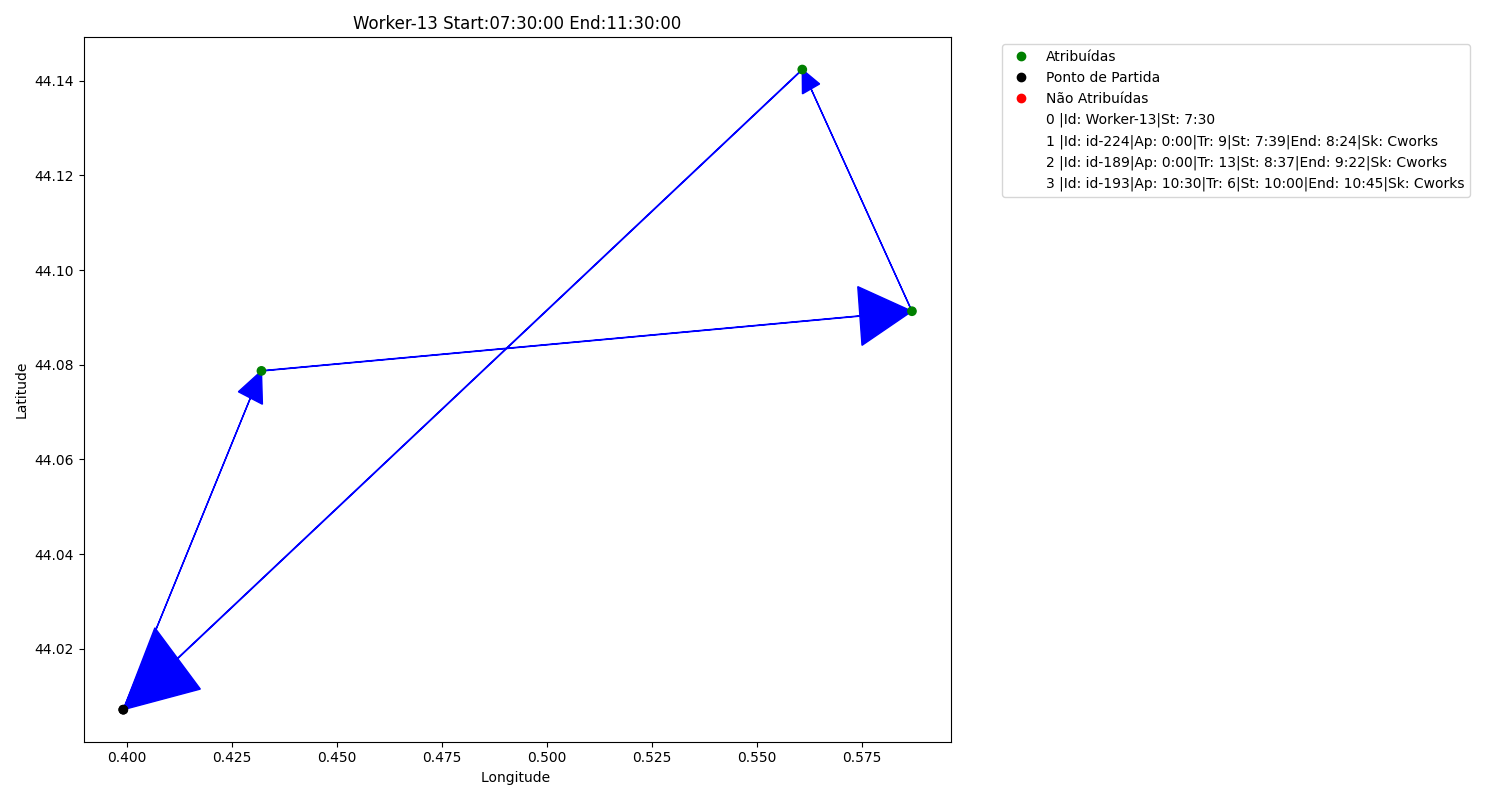 Worker-13 Start:07:30:00 End:11:30:00
Atribuídas
Ponto de Partida
Não Atribuídas
0 |Id: Worker-13|St: 7:30
1 |Id: id-224|Ap: 0:00|Tr: 9|St: 7:39|End: 8:24|Sk: Cworks
2 |Id: id-189|Ap: 0:00|Tr: 13|St: 8:37|End: 9:22|Sk: Cworks
3 |Id: id-193|Ap: 10:30|Tr: 6|St: 10:00|End: 10:45|Sk: Cworks
44.14
44.12
44.10
44.08
44.06
44.04
44.02
Latitude
0.400 0.425 0.450 0.475 0.500 0.525 0.550 0.575
Longitude